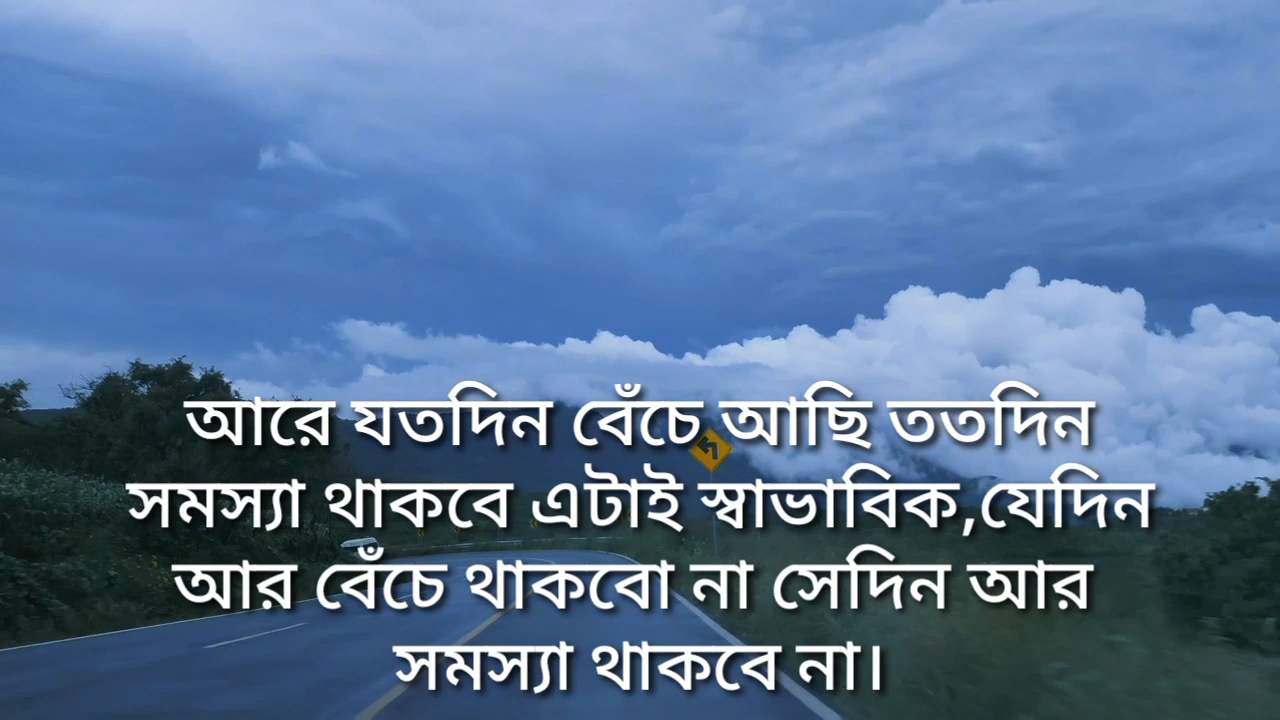 আরে যতদিন বেঁচে আছি ততদিন
সমস্যা থাকবে এটাই স্বাভাবিক,যেদিন
আর বেঁচে থাকবো না সেদিন আর
সমস্যা থাকবে না।